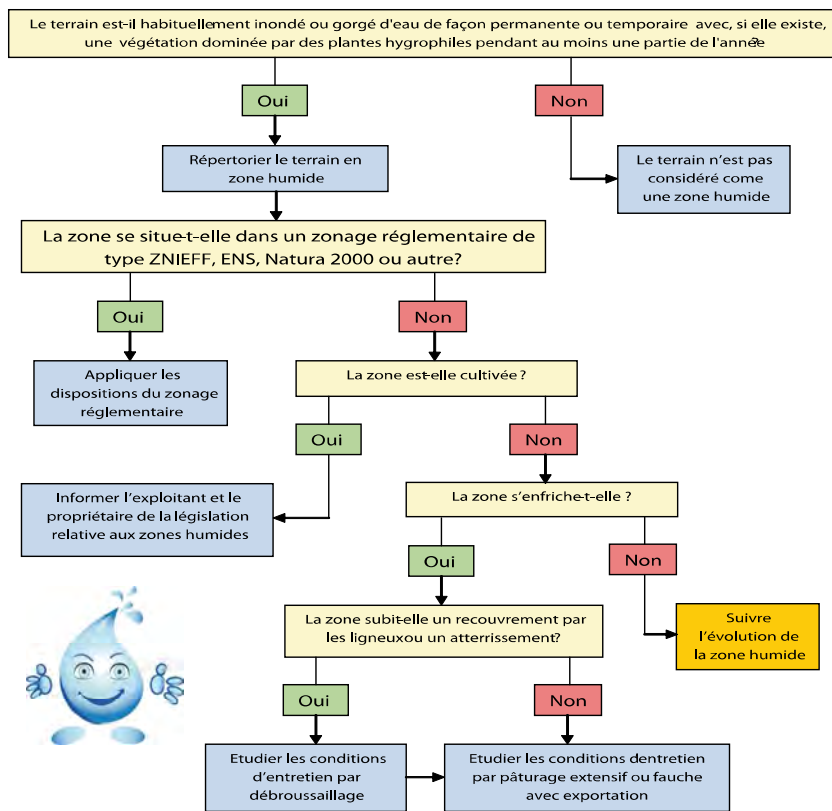 Le terrain est-il habituellement inondé ou gorgé d'eau de façon permanente ou temporaire avec, si elle existe,
une végétation dominée par des plantes hygrophiles pendant au moins une partie de l'année?
Oui
Non
Répertorier le terrain en
zone humide
Le terrain n'est pas
considéré come
une zone humide
La zone se situe-t-elle dans un zonage réglementaire de
type ZNIEFF, ENS, Natura 2000 ou autre?
Oui
Non
Appliquer les
dispositions du zonage
réglementaire
La zone est-elle cultivée ?
Oui
Non
Informer l'exploitant et le
propriétaire de la législation
relative aux zones humides
La zone s'enfriche-t-elle ?
Oui
Non
La zone subit-elle un recouvrement par
les ligneuxou un atterrissement?
Suivre
l'évolution de
la zone humide
Oui
Non
Etudier les conditions
d'entretien par
débroussaillage
Etudier les conditions dentretien
par pâturage extensif ou fauche
avec exportation